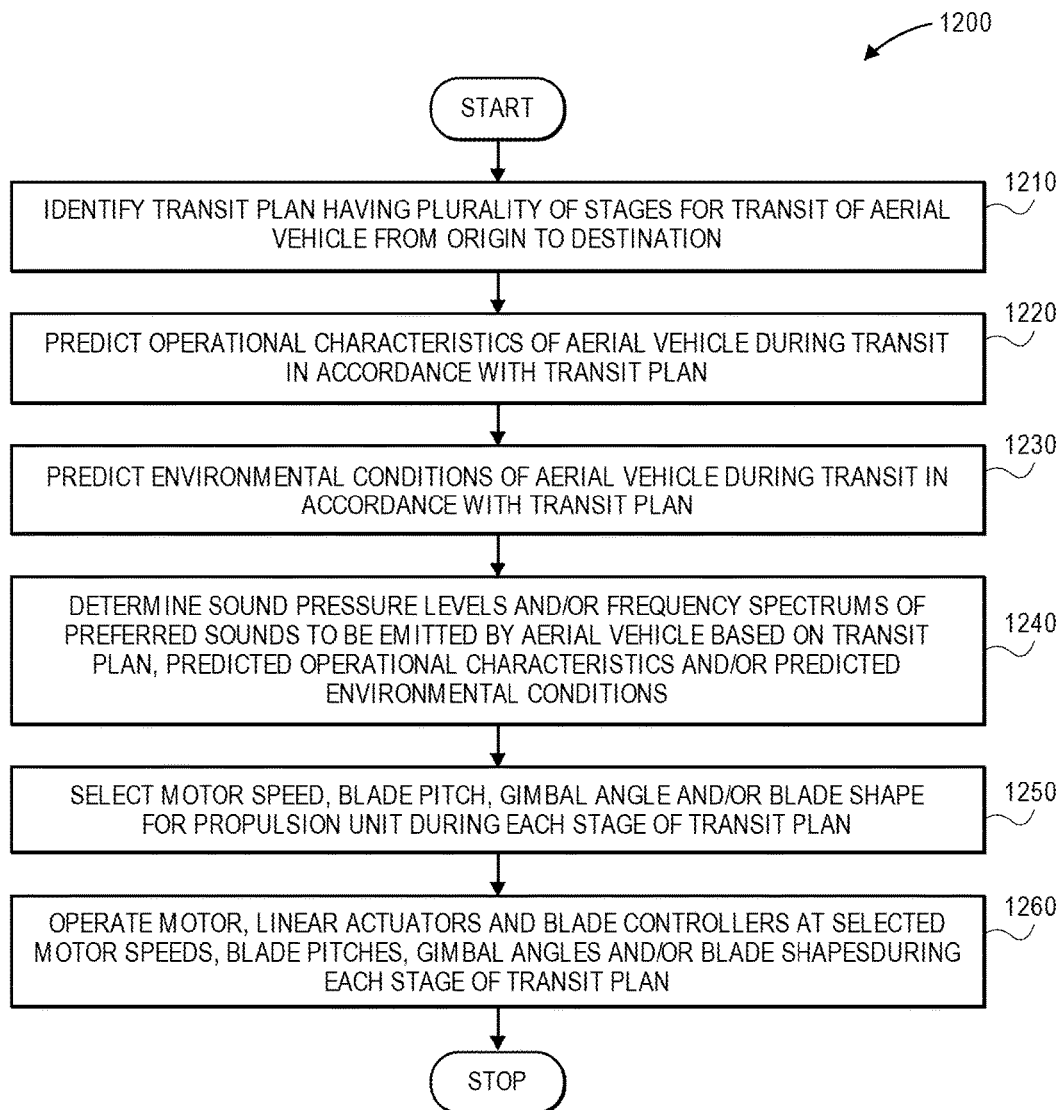 1200
START
1210
IDENTIFY TRANSIT PLAN HAVING PLURALITY OF STAGES FOR TRANSIT OF AERIAL
VEHICLE FROM ORIGIN TO DESTINATION
1220
PREDICT OPERATIONAL CHARACTERISTICS OF AERIAL VEHICLE DURING TRANSIT
IN ACCORDANCE WITH TRANSIT PLAN
1230
PREDICT ENVIRONMENTAL CONDITIONS OF AERIAL VEHICLE DURING TRANSIT IN
ACCORDANCE WITH TRANSIT PLAN
1240
DETERMINE SOUND PRESSURE LEVELS AND/OR FREQUENCY SPECTRUMS OF
PREFERRED SOUNDS TO BE EMITTED BY AERIAL VEHICLE BASED ON TRANSIT
PLAN, PREDICTED OPERATIONAL CHARACTERISTICS AND/OR PREDICTED
ENVIRONMENTAL CONDITIONS
1250
SELECT MOTOR SPEED, BLADE PITCH, GIMBAL ANGLE AND/OR BLADE SHAPE
FOR PROPULSION UNIT DURING EACH STAGE OF TRANSIT PLAN
1260
OPERATE MOTOR, LINEAR ACTUATORS AND BLADE CONTROLLERS AT SELECTED
MOTOR SPEEDS, BLADE PITCHES, GIMBAL ANGLES AND/OR BLADE SHAPESDURING
EACH STAGE OF TRANSIT PLAN
STOP